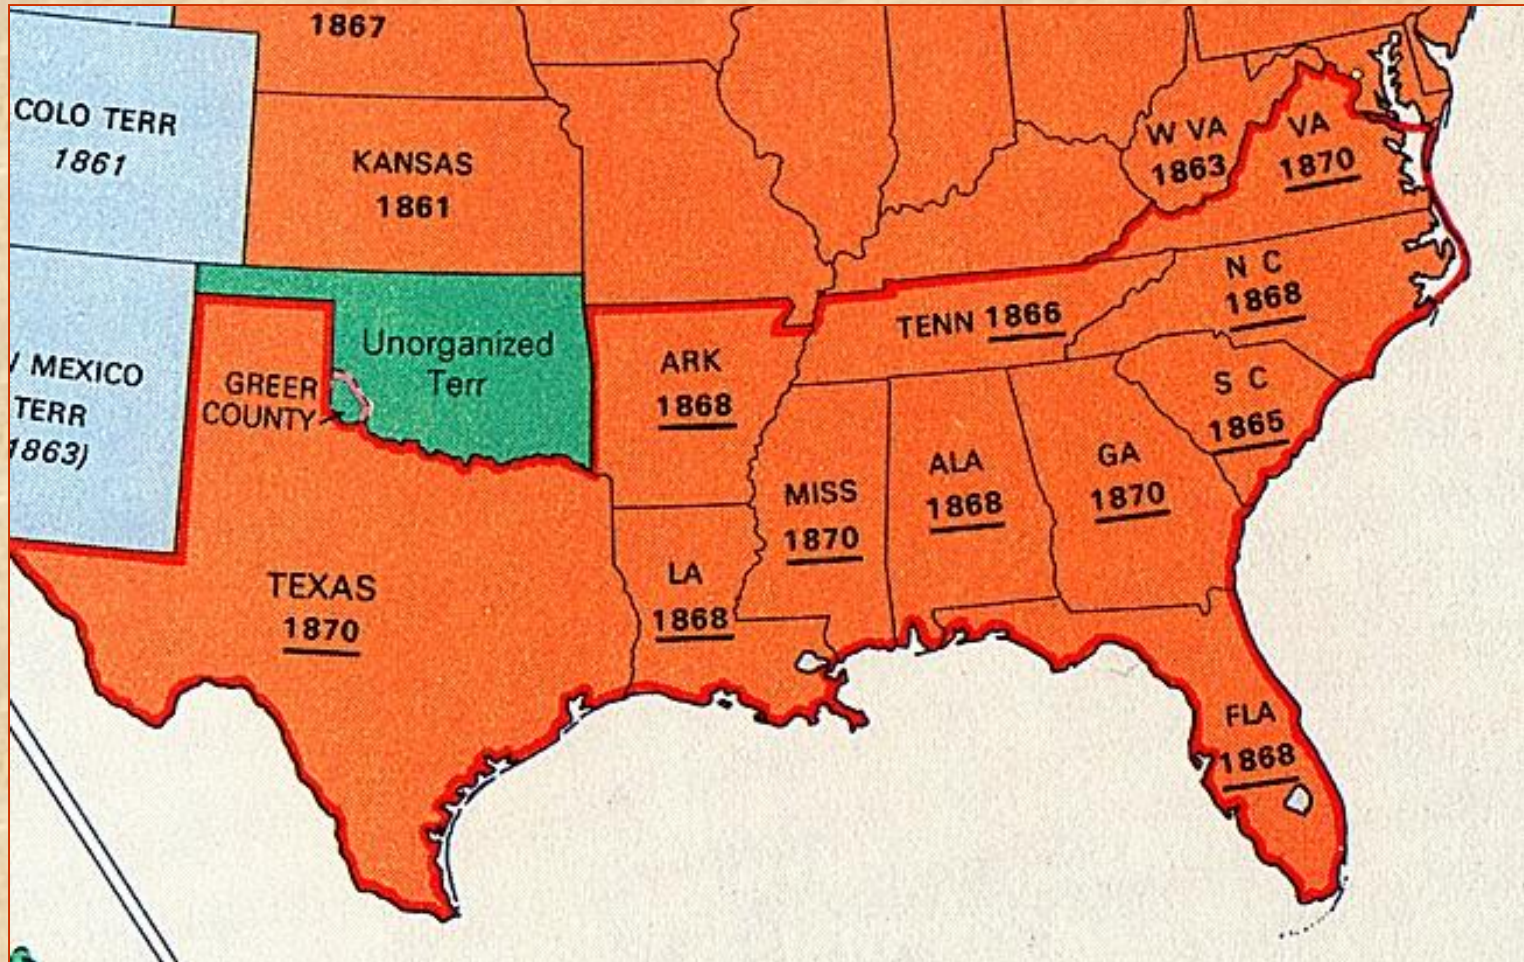 1867
COLO TERR
1861
KANSAS
1861
W VA
1863
VA
1870
MEXICO
TERR
1863)
GREER
COUNTY
Unorganized
Terr
ARK
1868
TENN 1866
N C
1868
S C
1865
MISS
1870
ALA
1868
GA
1870
TEXAS
1870
LA
1868
FLA
1868